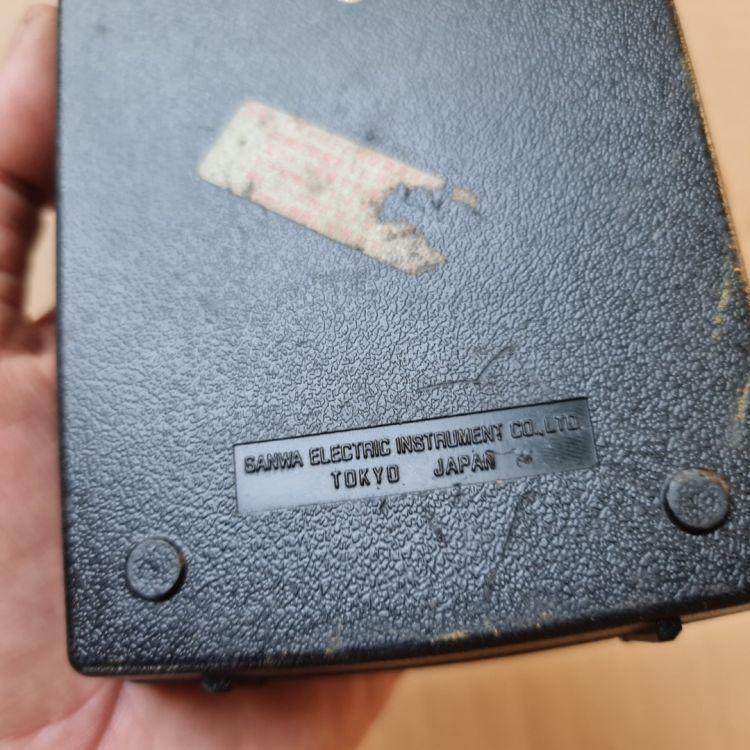 SANWA ELECTRIC INSTRUMENT CO.,LTD.
TOKYO JAPAN